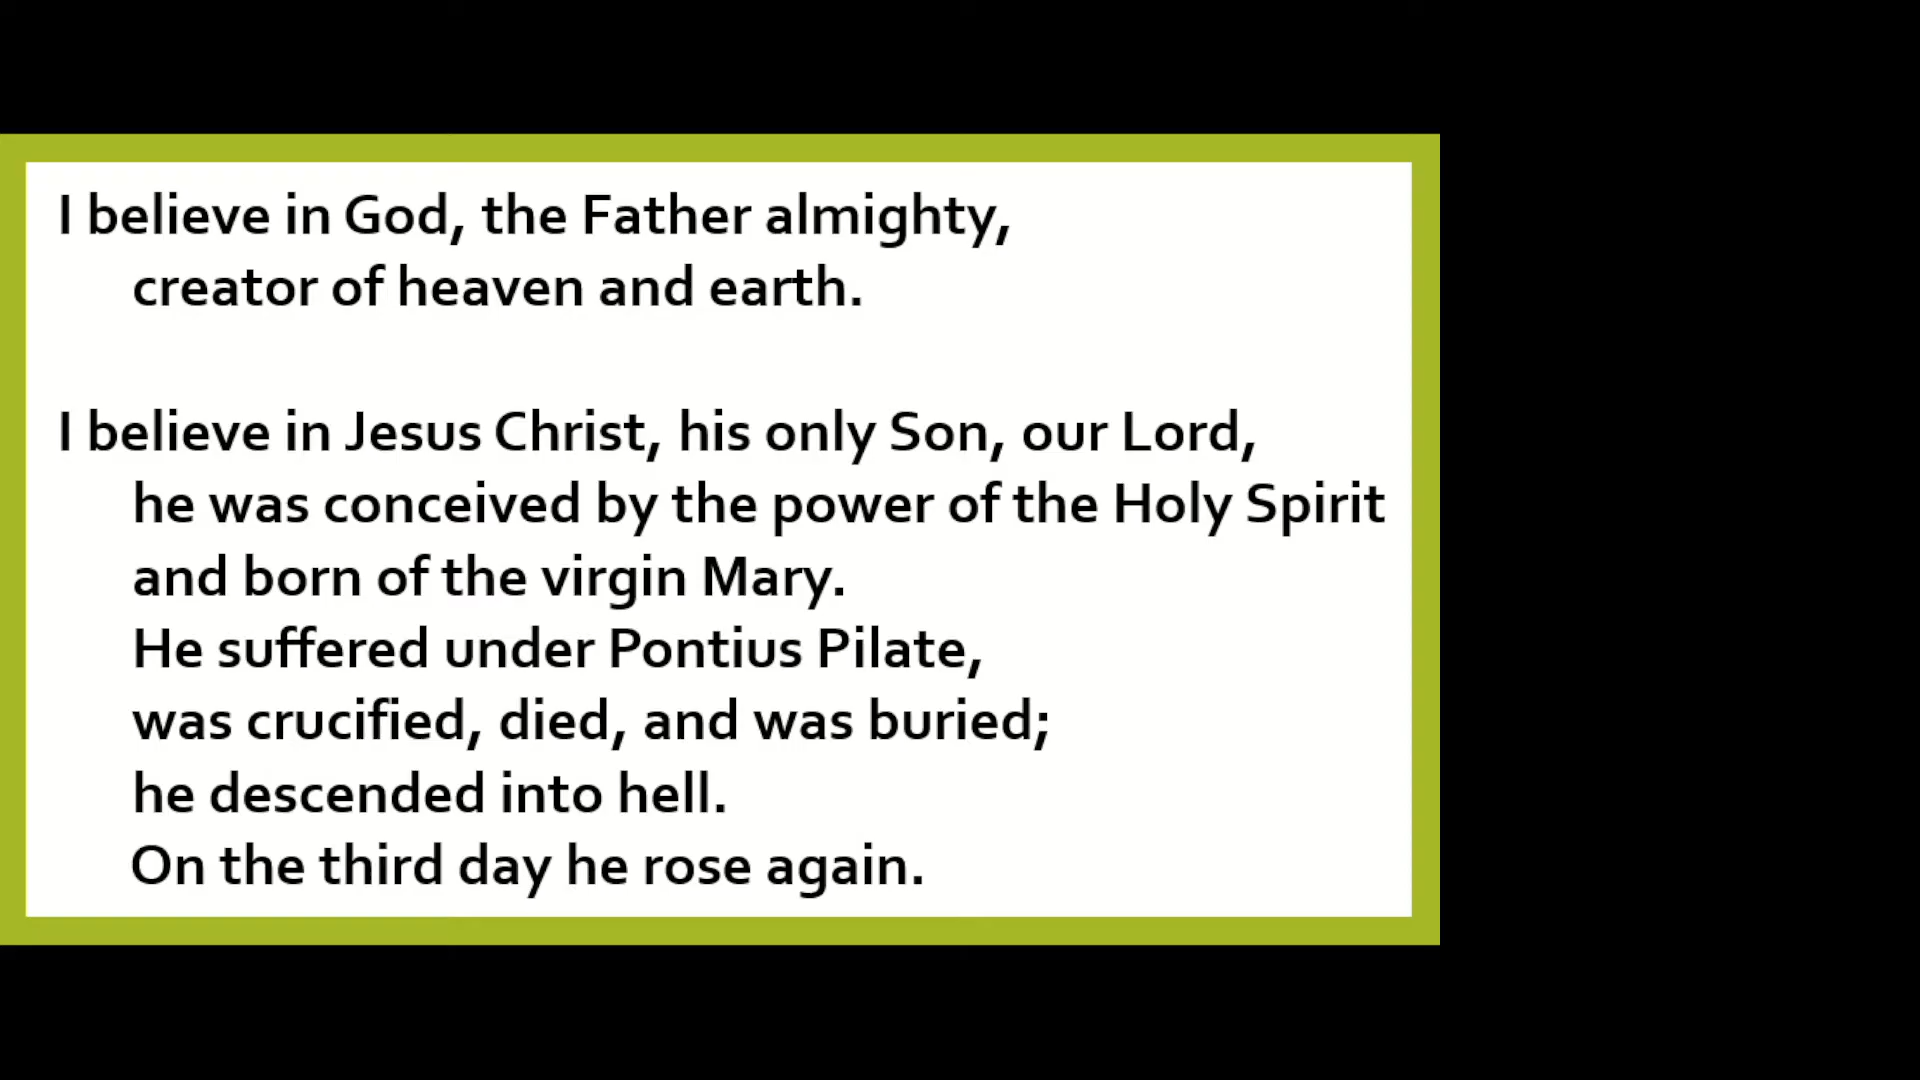 I believe in God, the Father almighty,
creator of heaven and earth.
I believe in Jesus Christ, his only Son, our Lord,
he was conceived by the power of the Holy Spirit
and born of the virgin Mary.
He suffered under Pontius Pilate,
was crucified, died, and was buried;
he descended into hell.
On the third day he rose again.